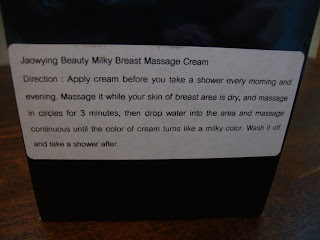 Jaowying Beauty Milky Breast Massage Cream
Direction : Apply cream before you take a shower every morning and
evening. Massage it while your skin of breast area is dry, and massage
in circles for 3 minutes, then drop water into the area and massage
continuous until the color of cream turns like a milky color. Wash it off
and take a shower after.